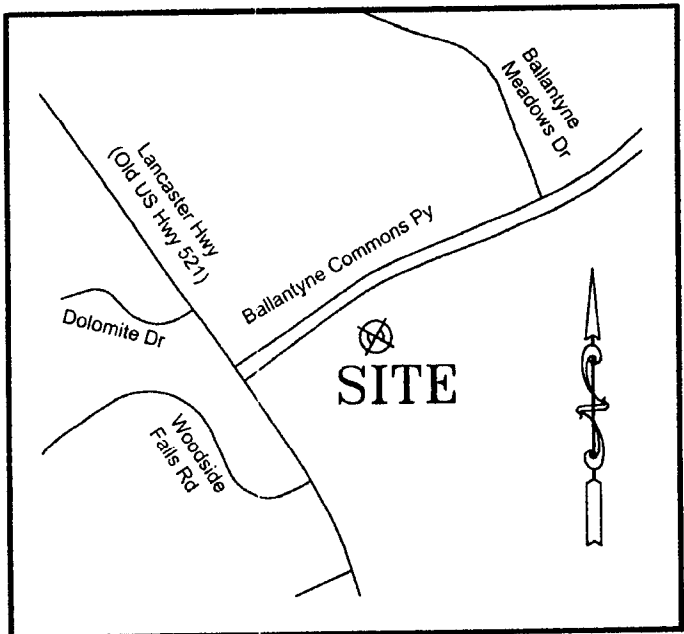 Ballantyne
Meadows Dr
Lancaster Hwy
(Old US Hwy 521)
Ballantyne Commons Py
Dolomite Dr
SITE
Woodside
Falls Rd